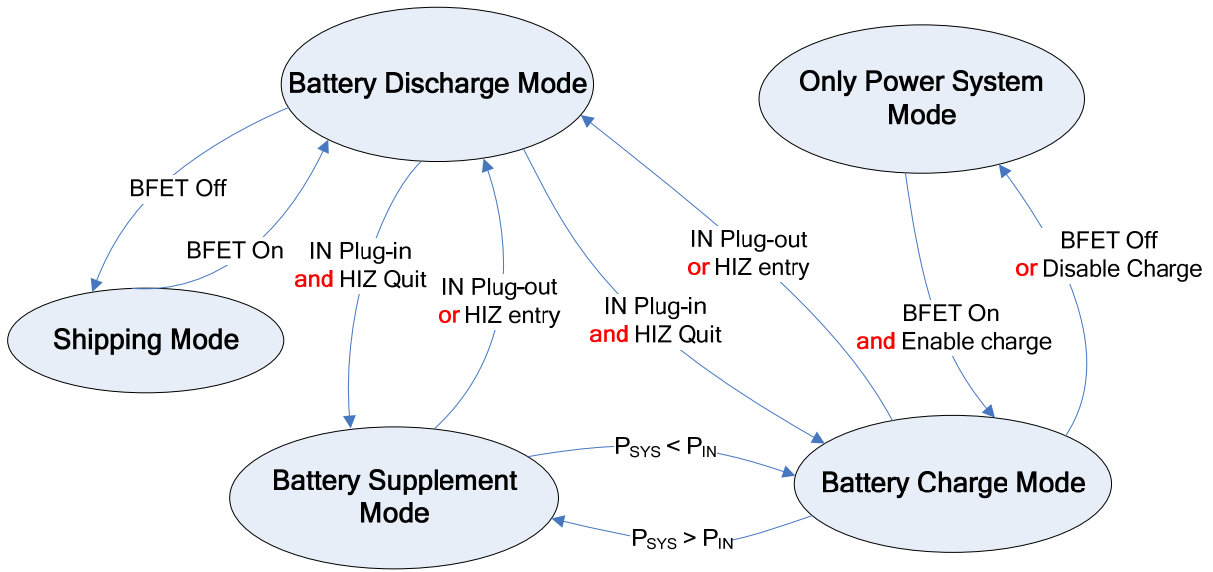 Battery Discharge Mode
Only Power System
Mode
BFET Off
BFET On
IN Plug-in
and HIZ Quit
IN Plug-out
or HIZ entry
IN Plug-in
and HIZ Quit
IN Plug-out
or HIZ entry
BFET Off
or Disable Charge
BFET On
and Enable charge
Shipping Mode
Battery Supplement
Mode
PSYS < PIN
PSYS > PIN
Battery Charge Mode